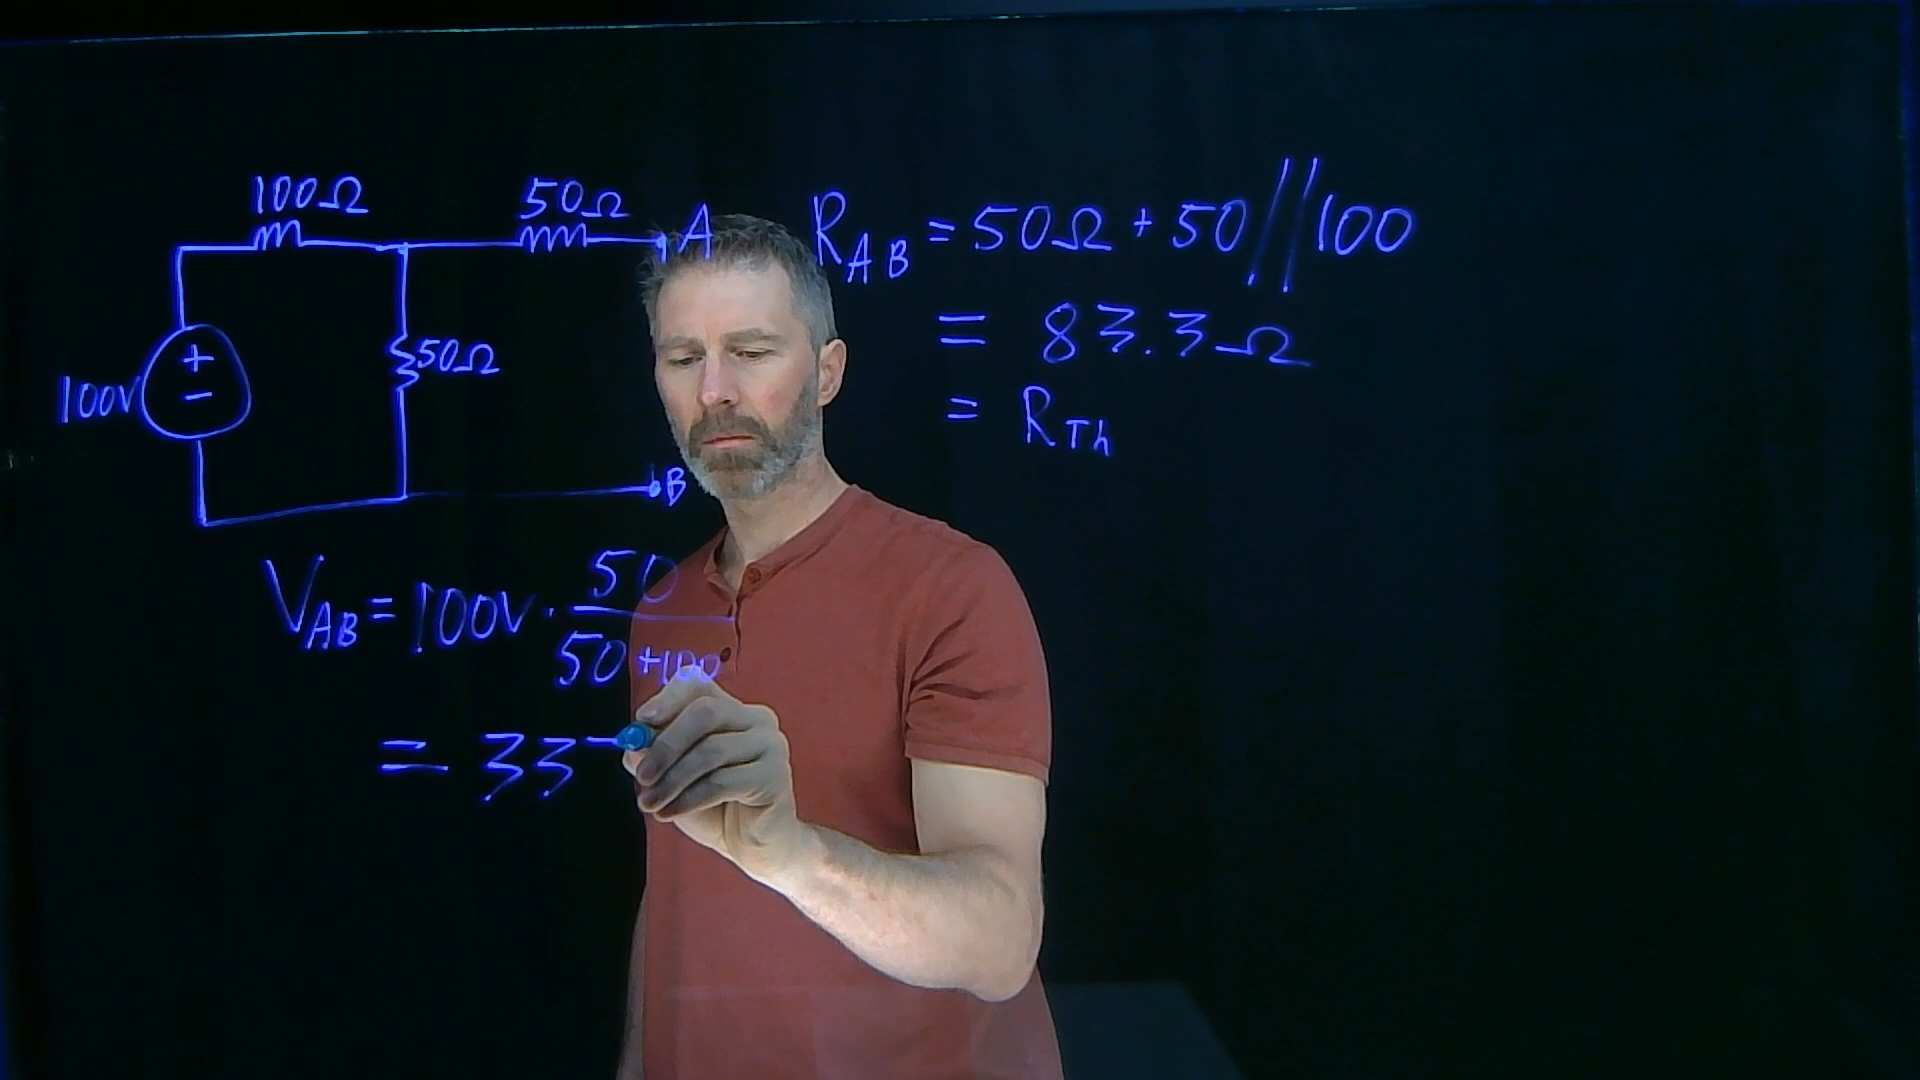 100Ω 50Ω A
50Ω
100V + -
B
R_AB = 50Ω + 50 // 100
= 83.3Ω
= R_Th
V_AB = 100V · 50 / 50 + 100
= 33